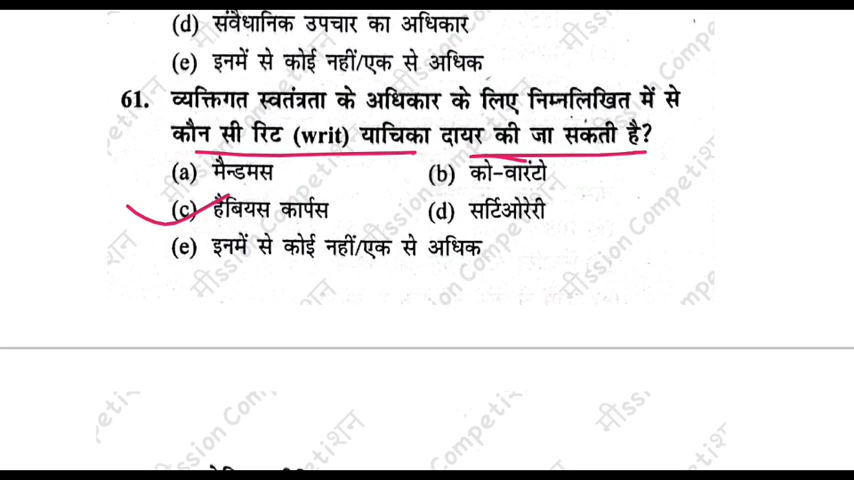 (d) संवैधानिक उपचार का अधिकार
(e) इनमें से कोई नहीं/एक से अधिक
61. व्यक्तिगत स्वतंत्रता के अधिकार के लिए निम्नलिखित में से
कौन सी रिट (writ) याचिका दायर की जा सकती है?
(a) मैन्डमस (b) को-वारंटो
(c) हैबियस कार्पस (d) सर्टिओरेरी
(e) इनमें से कोई नहीं/एक से अधिक